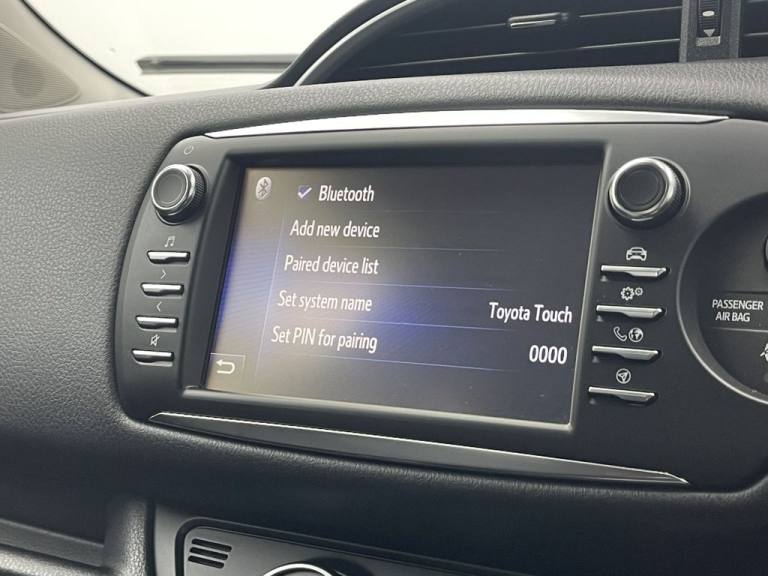 Bluetooth
Add new device
Paired device list
Set system name Toyota Touch
Set PIN for pairing 0000
PASSENGER
AIR BAG